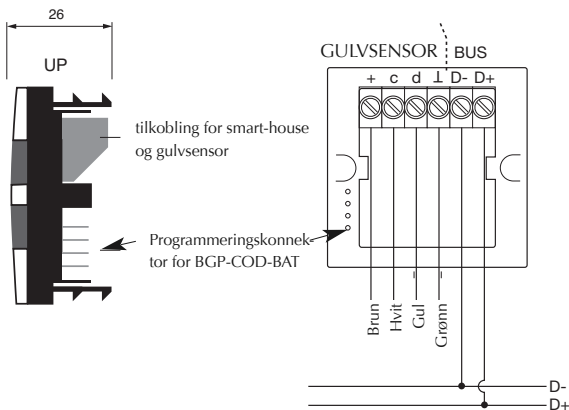 26
UP
tilkobling for smart-house
og gulvsensor
Programmeringskonnek-
tor for BGP-COD-BAT
GULVSENSOR BUS
+ c d ⊥ D- D+
Brun
Hvit
Gul
Grønn
D-
D+